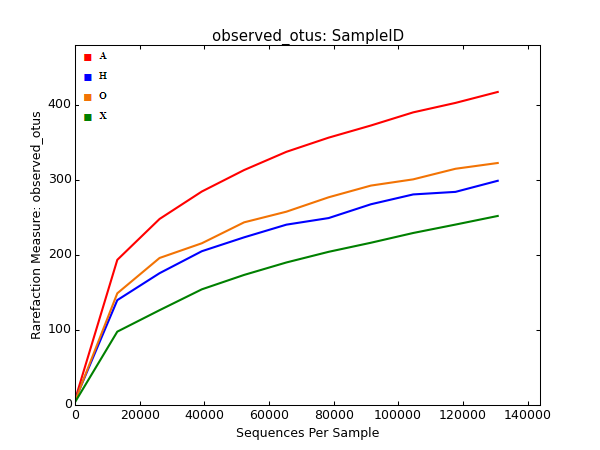 observed_otus: SampleID
A
H
O
X
400
300
200
100
0
Rarefaction Measure: observed_otus
0 20000 40000 60000 80000 100000 120000 140000
Sequences Per Sample